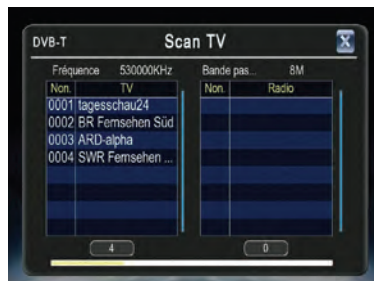 DVB-T Scan TV X
Fréquence 530000KHz Bande pas... 8M
Non. TV Non. Radio
0001 tagesschau24
0002 BR Fernsehen Süd
0003 ARD-alpha
0004 SWR Fernsehen ...
4 0